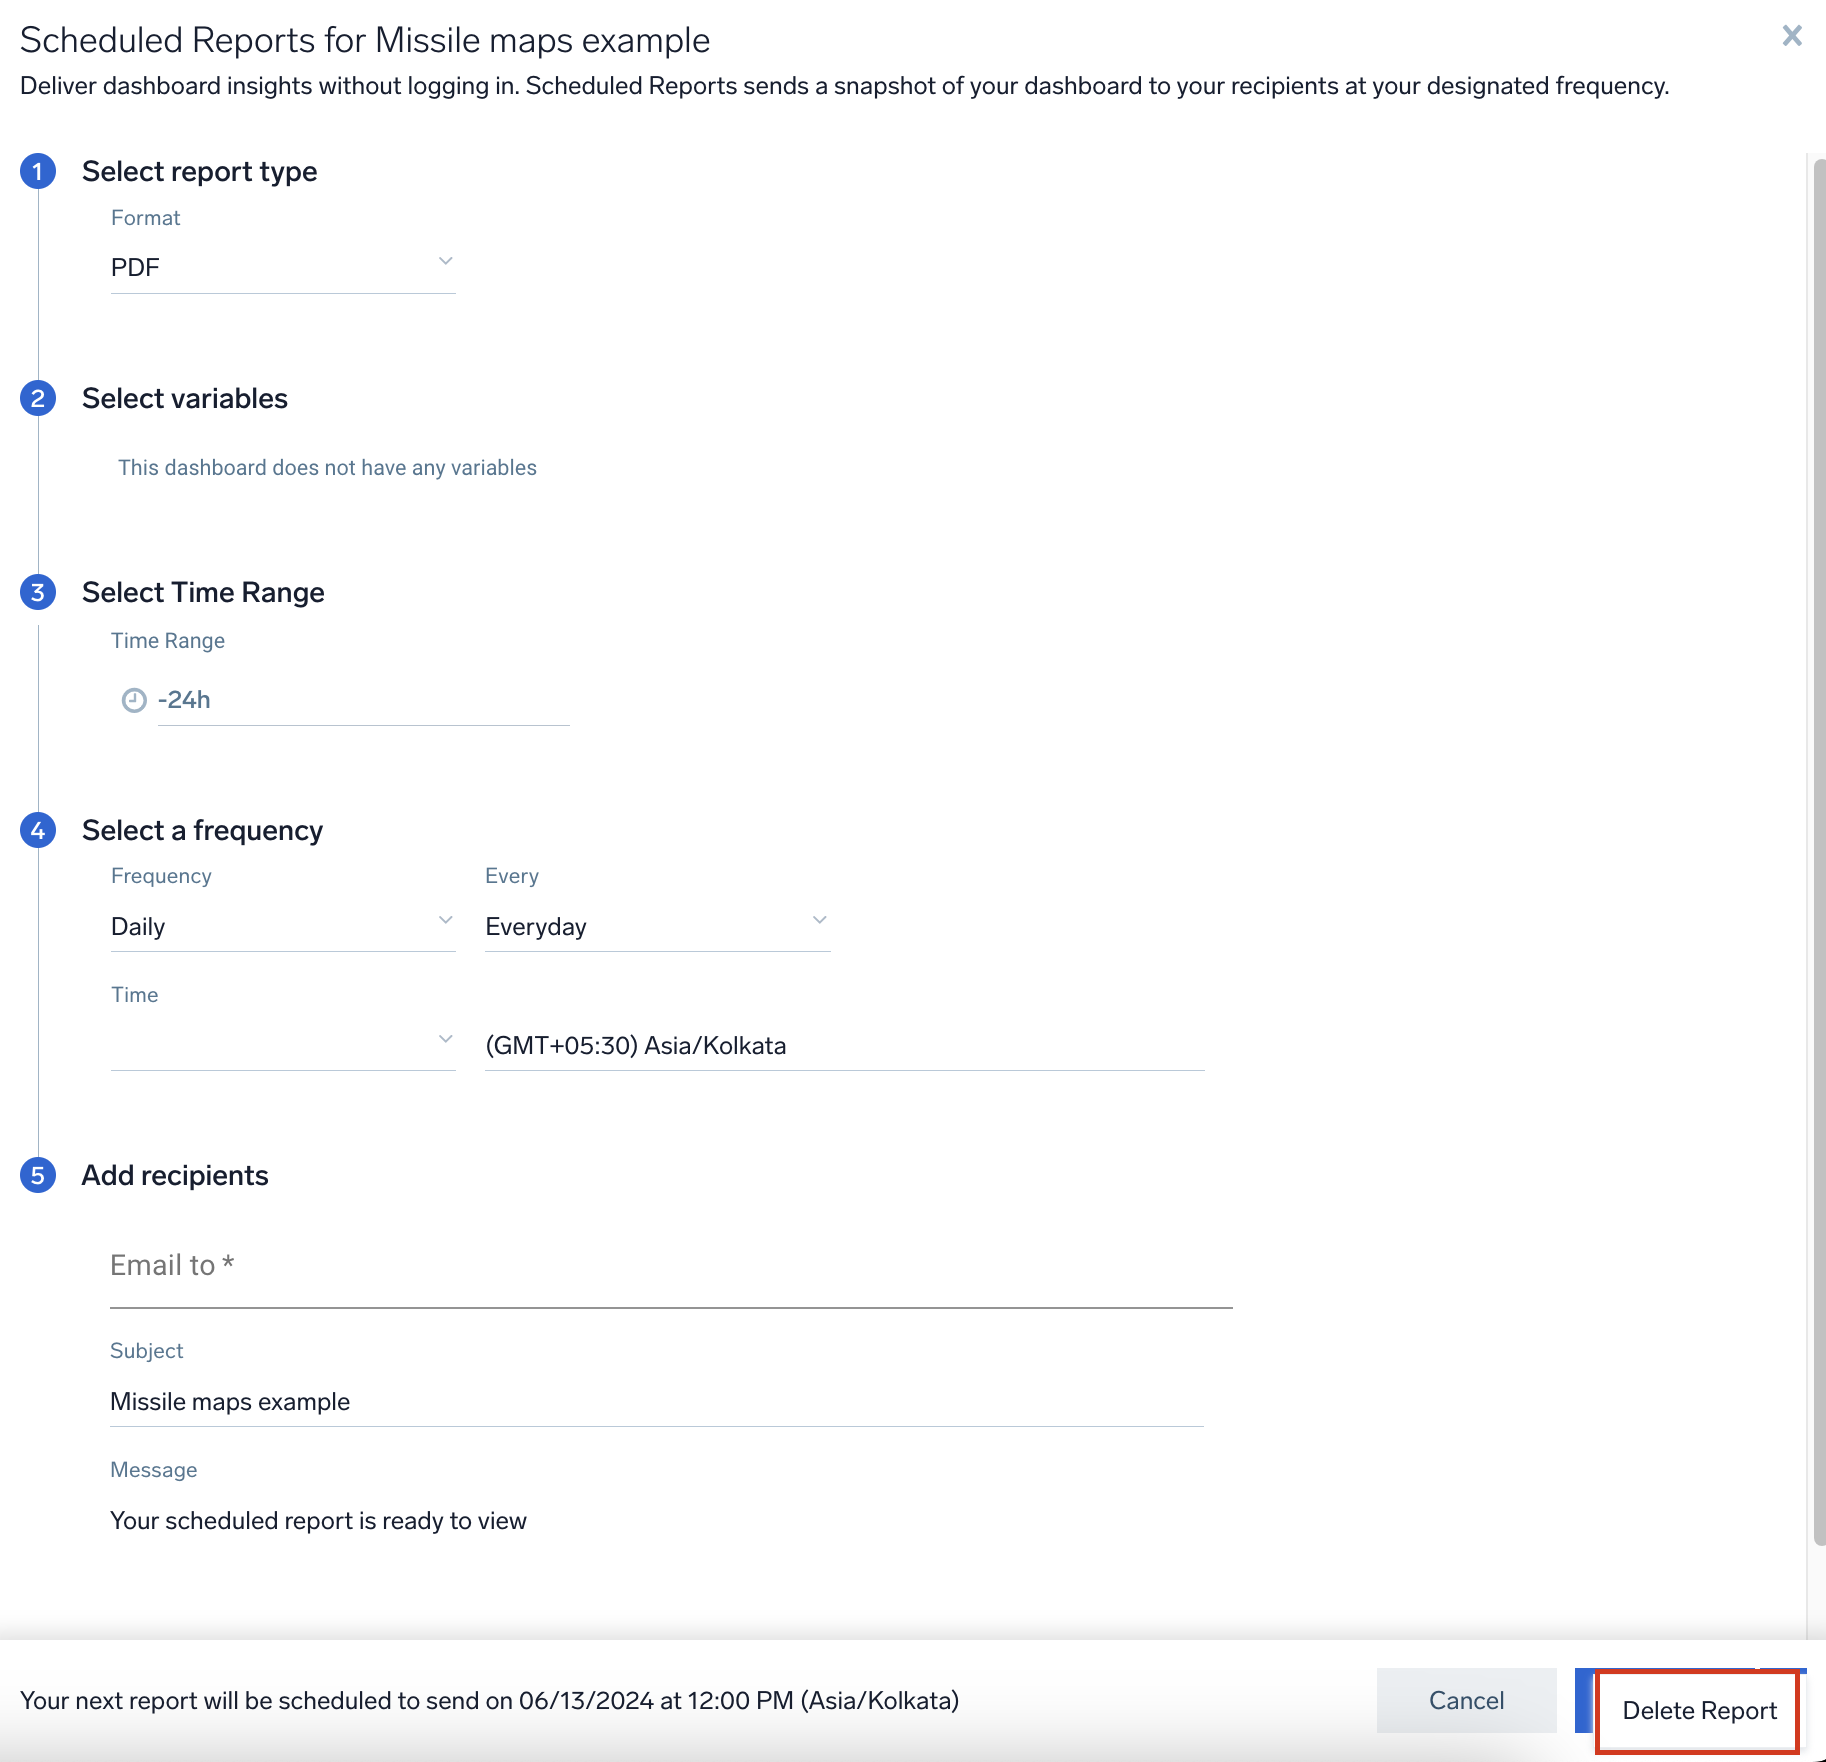 Scheduled Reports for Missile maps example
Deliver dashboard insights without logging in. Scheduled Reports sends a snapshot of your dashboard to your recipients at your designated frequency.
1 Select report type
Format
PDF
2 Select variables
This dashboard does not have any variables
3 Select Time Range
Time Range
-24h
4 Select a frequency
Frequency Every
Daily Everyday
Time
(GMT+05:30) Asia/Kolkata
5 Add recipients
Email to *
Subject
Missile maps example
Message
Your scheduled report is ready to view
Your next report will be scheduled to send on 06/13/2024 at 12:00 PM (Asia/Kolkata) Cancel Delete Report